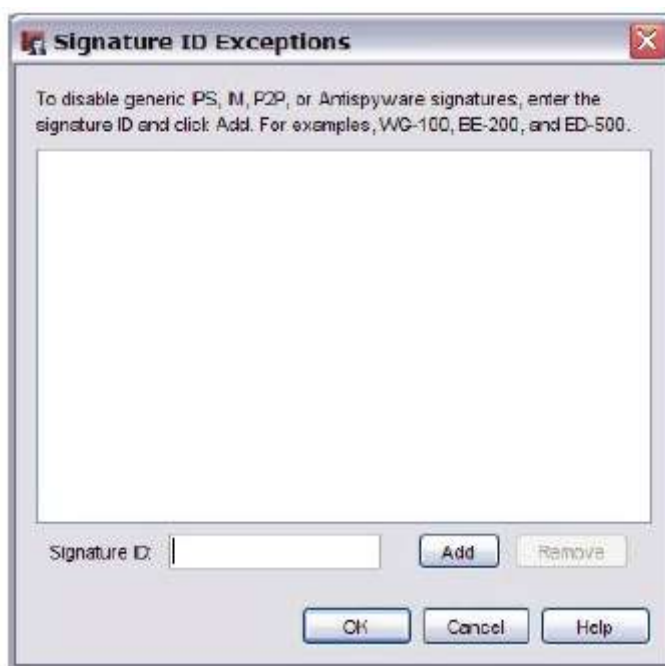 Signature ID Exceptions
To disable generic IPS, IM, P2P, or Antispyware signatures, enter the
signature ID and click Add. For examples, WG-100, EE-200, and ED-500.
Signature ID:
Add
Remove
OK
Cancel
Help